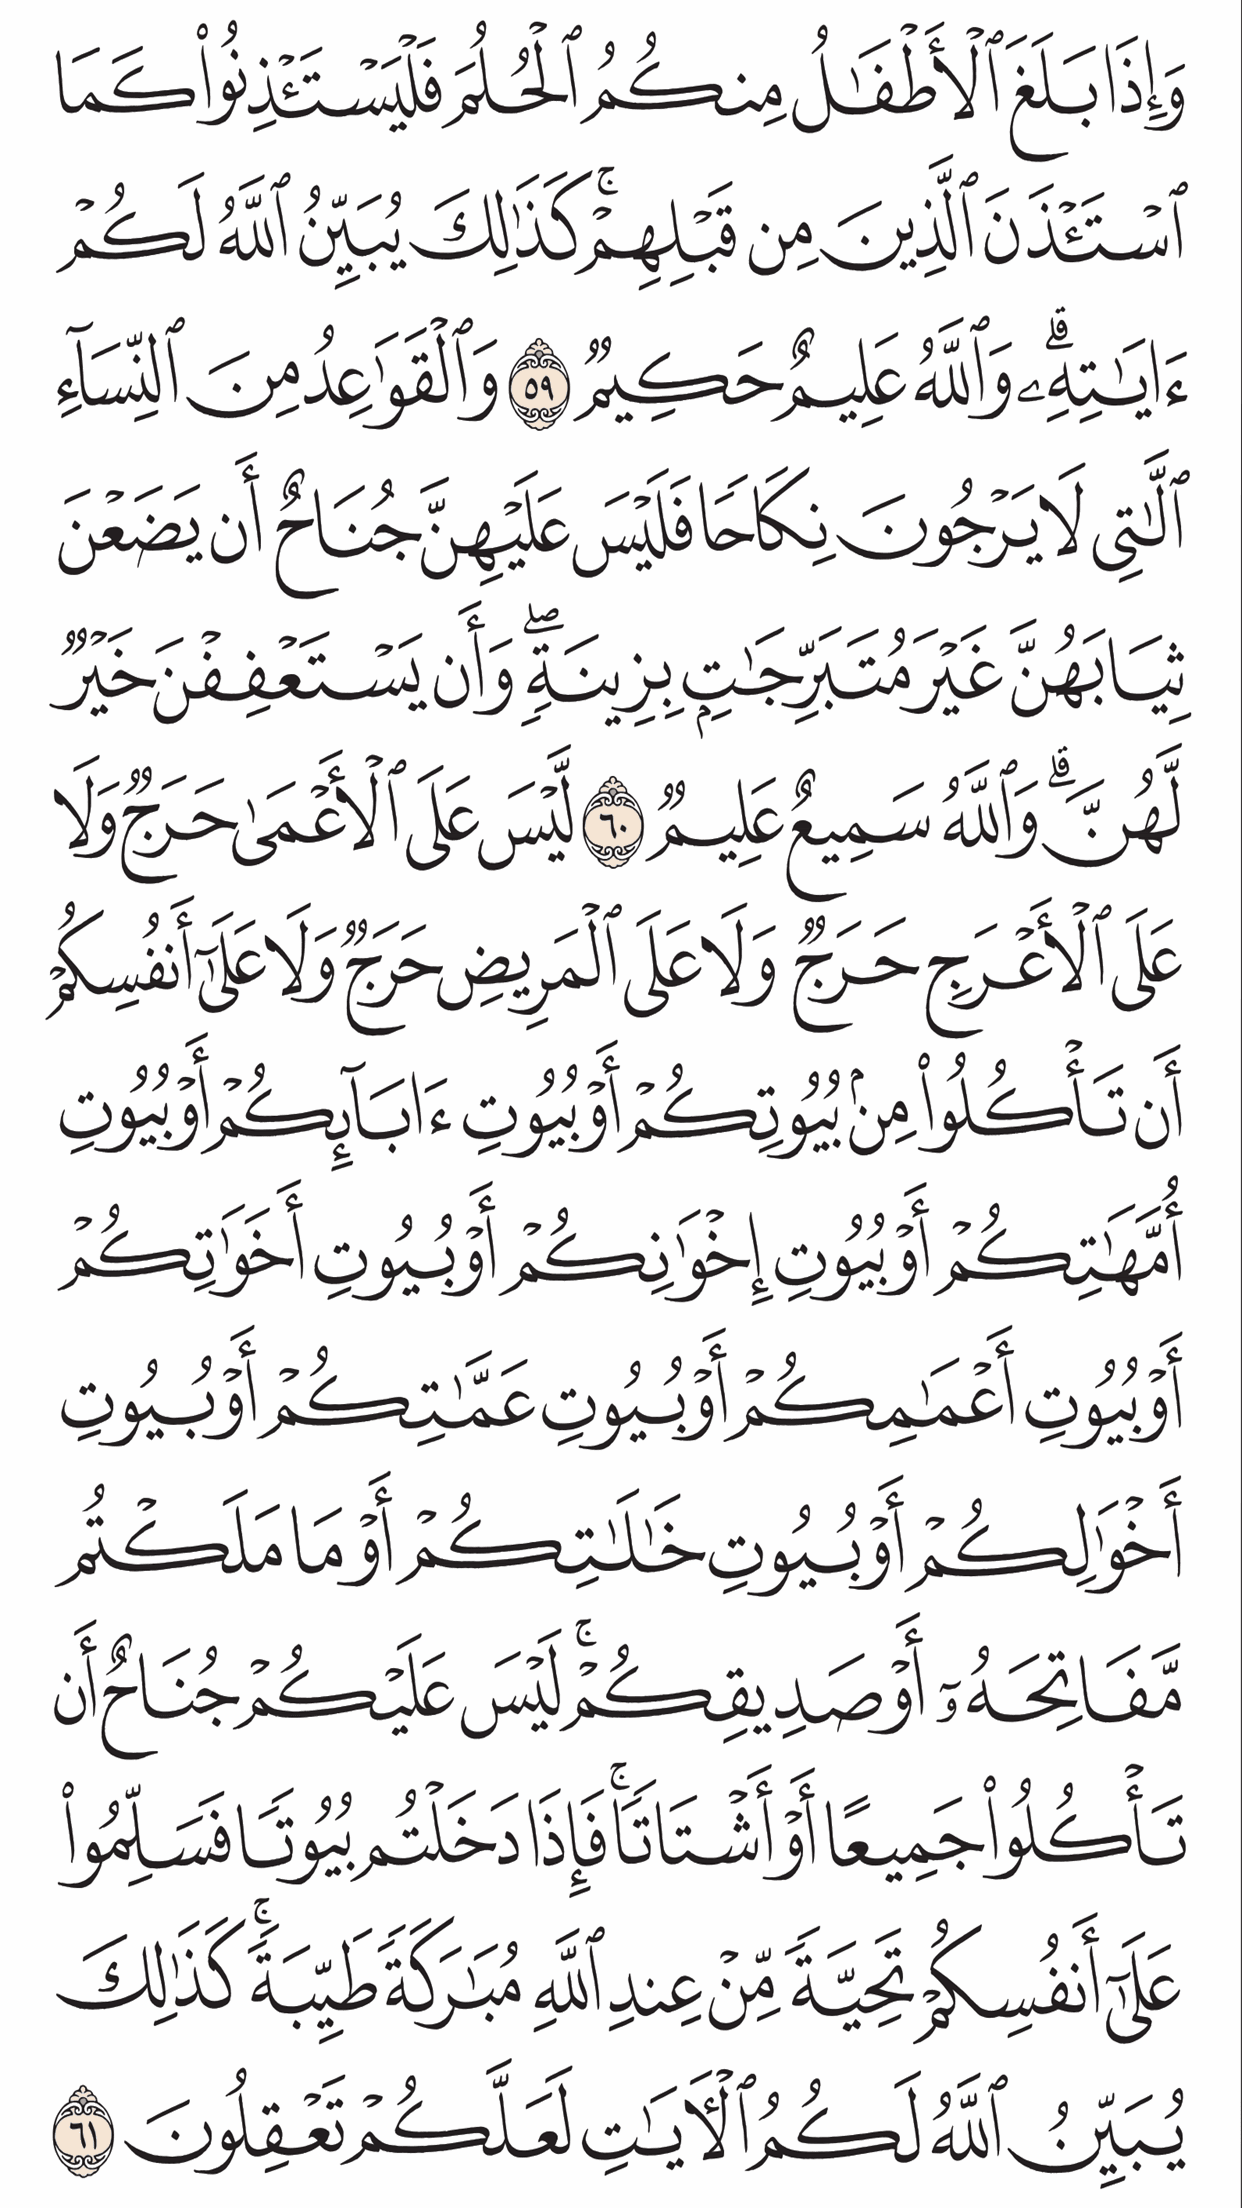 وَإِذَا بَلَغَ ٱلْأَطْفَـٰلُ مِنكُمُ ٱلْحُلُمَ فَلْيَسْتَـْٔذِنُوا۟ كَمَا
ٱسْتَـْٔذَنَ ٱلَّذِينَ مِن قَبْلِهِمْ ۚ كَذَٰلِكَ يُبَيِّنُ ٱللَّهُ لَكُمْ
ءَايَـٰتِهِۦ ۗ وَٱللَّهُ عَلِيمٌ حَكِيمٌ ٥٩ وَٱلْقَوَٰعِدُ مِنَ ٱلنِّسَآءِ
ٱلَّـٰتِى لَا يَرْجُونَ نِكَاحًا فَلَيْسَ عَلَيْهِنَّ جُنَاحٌ أَن يَضَعْنَ
ثِيَابَهُنَّ غَيْرَ مُتَبَرِّجَـٰتٍۭ بِزِينَةٍ ۖ وَأَن يَسْتَعْفِفْنَ خَيْرٌ
لَّهُنَّ ۗ وَٱللَّهُ سَمِيعٌ عَلِيمٌ ٦٠ لَّيْسَ عَلَى ٱلْأَعْمَىٰ حَرَجٌ وَلَا
عَلَى ٱلْأَعْرَجِ حَرَجٌ وَلَا عَلَى ٱلْمَرِيضِ حَرَجٌ وَلَا عَلَىٰٓ أَنفُسِكُمْ
أَن تَأْكُلُوا۟ مِنۢ بُيُوتِكُمْ أَوْ بُيُوتِ ءَابَآئِكُمْ أَوْ بُيُوتِ
أُمَّهَـٰتِكُمْ أَوْ بُيُوتِ إِخْوَٰنِكُمْ أَوْ بُيُوتِ أَخَوَٰتِكُمْ
أَوْ بُيُوتِ أَعْمَـٰمِكُمْ أَوْ بُيُوتِ عَمَّـٰتِكُمْ أَوْ بُيُوتِ
أَخْوَٰلِكُمْ أَوْ بُيُوتِ خَـٰلَـٰتِكُمْ أَوْ مَا مَلَكْتُم
مَّفَاتِحَهُۥٓ أَوْ صَدِيقِكُمْ ۚ لَيْسَ عَلَيْكُمْ جُنَاحٌ أَن
تَأْكُلُوا۟ جَمِيعًا أَوْ أَشْتَاتًا ۚ فَإِذَا دَخَلْتُم بُيُوتًا فَسَلِّمُوا۟
عَلَىٰٓ أَنفُسِكُمْ تَحِيَّةً مِّنْ عِندِ ٱللَّهِ مُبَـٰرَكَةً طَيِّبَةً ۚ كَذَٰلِكَ
يُبَيِّنُ ٱللَّهُ لَكُمُ ٱلْـَٔايَـٰتِ لَعَلَّكُمْ تَعْقِلُونَ ٦١